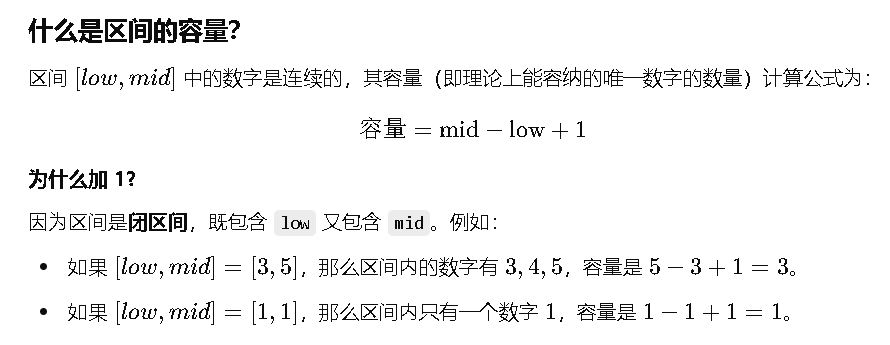 什么是区间的容量？
区间 [low, mid] 中的数字是连续的，其容量（即理论上能容纳的唯一数字的数量）计算公式为：
容量 = mid − low + 1
为什么加 1？
因为区间是闭区间，既包含 low 又包含 mid。例如：
• 如果 [low, mid] = [3, 5]，那么区间内的数字有 3, 4, 5，容量是 5 − 3 + 1 = 3。
• 如果 [low, mid] = [1, 1]，那么区间内只有一个数字 1，容量是 1 − 1 + 1 = 1。